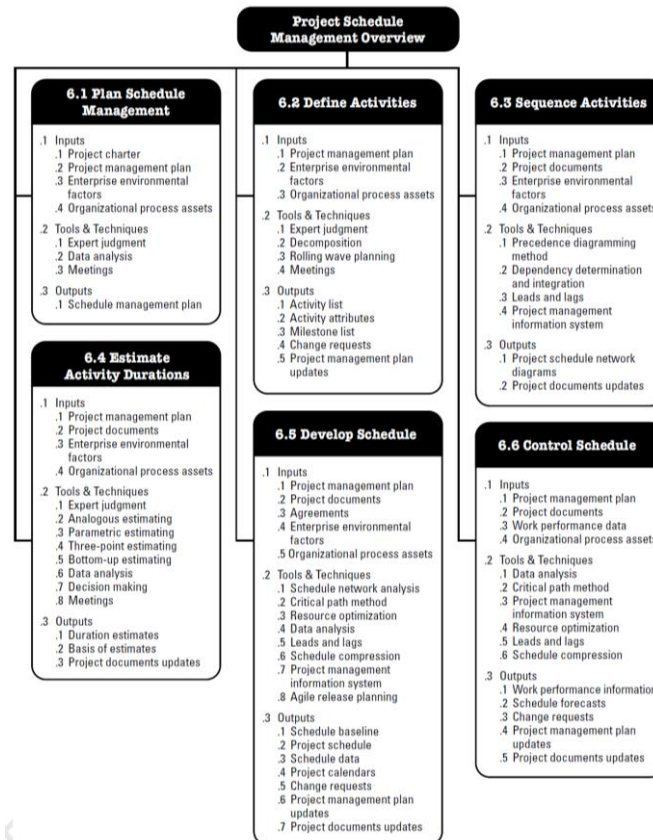 Project Schedule
Management Overview
6.1 Plan Schedule
Management
.1 Inputs
.1 Project charter
.2 Project management plan
.3 Enterprise environmental
factors
.4 Organizational process assets
.2 Tools & Techniques
.1 Expert judgment
.2 Data analysis
.3 Meetings
.3 Outputs
.1 Schedule management plan
6.2 Define Activities
.1 Inputs
.1 Project management plan
.2 Enterprise environmental
factors
.3 Organizational process assets
.2 Tools & Techniques
.1 Expert judgment
.2 Decomposition
.3 Rolling wave planning
.4 Meetings
.3 Outputs
.1 Activity list
.2 Activity attributes
.3 Milestone list
.4 Change requests
.5 Project management plan
updates
6.3 Sequence Activities
.1 Inputs
.1 Project management plan
.2 Project documents
.3 Enterprise environmental
factors
.4 Organizational process assets
.2 Tools & Techniques
.1 Precedence diagramming
method
.2 Dependency determination
and integration
.3 Leads and lags
.4 Project management
information system
.3 Outputs
.1 Project schedule network
diagrams
.2 Project documents updates
6.4 Estimate
Activity Durations
.1 Inputs
.1 Project management plan
.2 Project documents
.3 Enterprise environmental
factors
.4 Organizational process assets
.2 Tools & Techniques
.1 Expert judgment
.2 Analogous estimating
.3 Parametric estimating
.4 Three-point estimating
.5 Bottom-up estimating
.6 Data analysis
.7 Decision making
.8 Meetings
.3 Outputs
.1 Duration estimates
.2 Basis of estimates
.3 Project documents updates
6.5 Develop Schedule
.1 Inputs
.1 Project management plan
.2 Project documents
.3 Agreements
.4 Enterprise environmental
factors
.5 Organizational process assets
.2 Tools & Techniques
.1 Schedule network analysis
.2 Critical path method
.3 Resource optimization
.4 Data analysis
.5 Leads and lags
.6 Schedule compression
.7 Project management
information system
.8 Agile release planning
.3 Outputs
.1 Schedule baseline
.2 Project schedule
.3 Schedule data
.4 Project calendars
.5 Change requests
.6 Project management plan
updates
.7 Project documents updates
6.6 Control Schedule
.1 Inputs
.1 Project management plan
.2 Project documents
.3 Work performance data
.4 Organizational process assets
.2 Tools & Techniques
.1 Data analysis
.2 Critical path method
.3 Project management
information system
.4 Resource optimization
.5 Leads and lags
.6 Schedule compression
.3 Outputs
.1 Work performance information
.2 Schedule forecasts
.3 Change requests
.4 Project management plan
updates
.5 Project documents updates